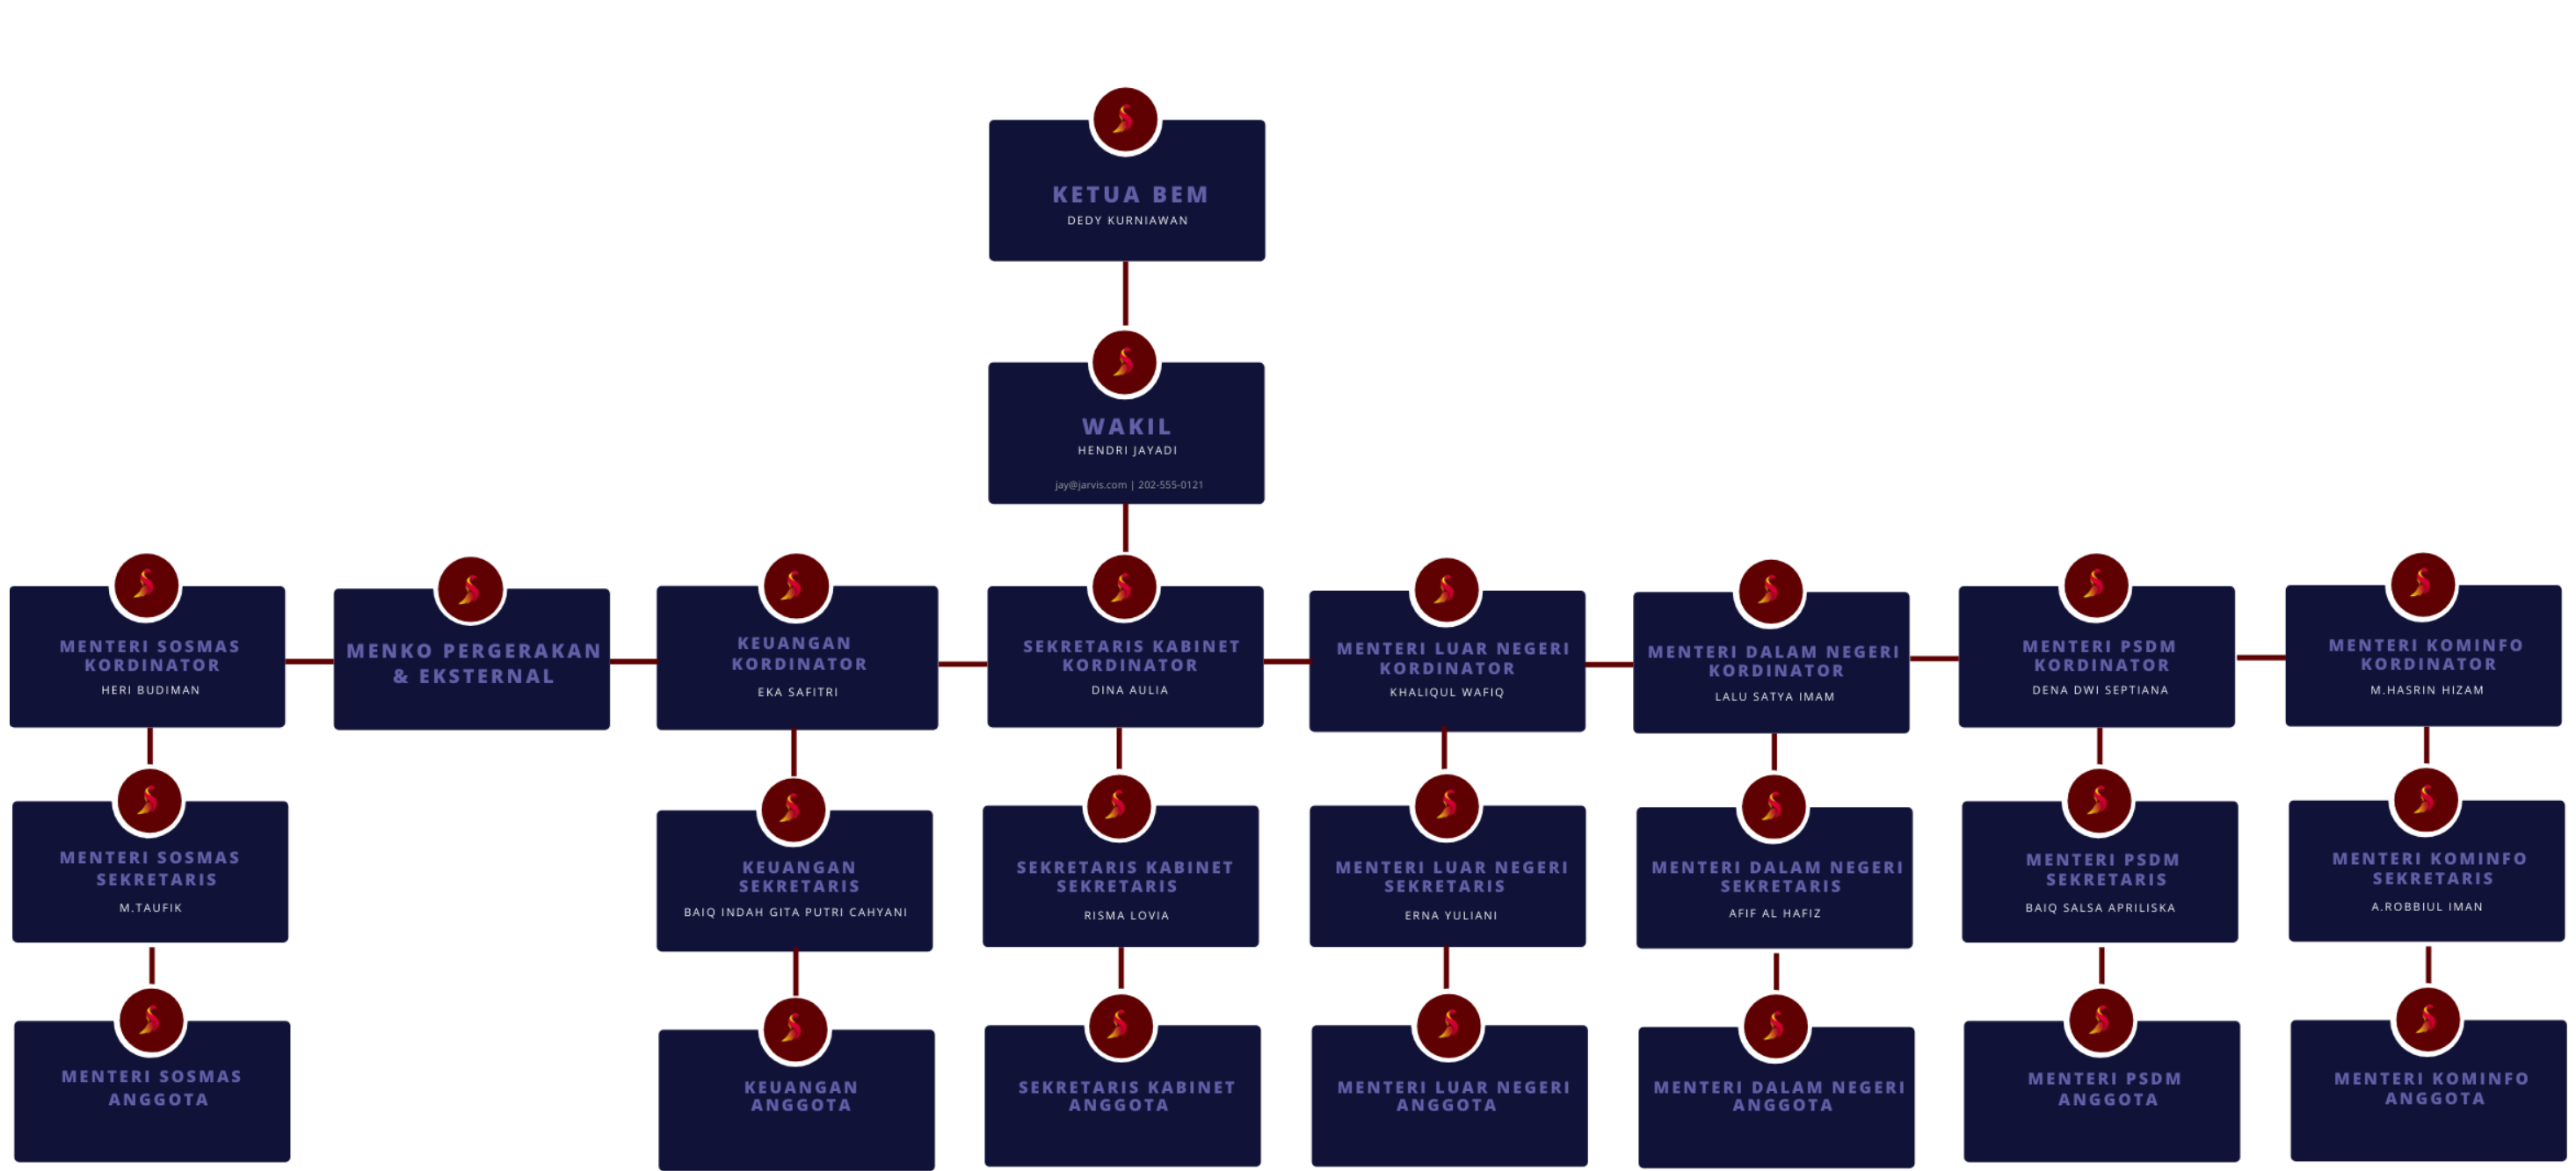 KETUA BEM
DEDY KURNIAWAN
WAKIL
HENDRI JAYADI
jay@jarvis.com | 202-555-0121
MENTERI SOSMAS
KORDINATOR
HERI BUDIMAN
MENKO PERGERAKAN
& EKSTERNAL
KEUANGAN
KORDINATOR
EKA SAFITRI
SEKRETARIS KABINET
KORDINATOR
DINA AULIA
MENTERI LUAR NEGERI
KORDINATOR
KHALIQUL WAFIQ
MENTERI DALAM NEGERI
KORDINATOR
LALU SATYA IMAM
MENTERI PSDM
KORDINATOR
DENA DWI SEPTIANA
MENTERI KOMINFO
KORDINATOR
M.HASRIN HIZAM
MENTERI SOSMAS
SEKRETARIS
M.TAUFIK
KEUANGAN
SEKRETARIS
BAIQ INDAH GITA PUTRI CAHYANI
SEKRETARIS KABINET
SEKRETARIS
RISMA LOVIA
MENTERI LUAR NEGERI
SEKRETARIS
ERNA YULIANI
MENTERI DALAM NEGERI
SEKRETARIS
AFIF AL HAFIZ
MENTERI PSDM
SEKRETARIS
BAIQ SALSA APRILISKA
MENTERI KOMINFO
SEKRETARIS
A.ROBBIUL IMAN
MENTERI SOSMAS
ANGGOTA
KEUANGAN
ANGGOTA
SEKRETARIS KABINET
ANGGOTA
MENTERI LUAR NEGERI
ANGGOTA
MENTERI DALAM NEGERI
ANGGOTA
MENTERI PSDM
ANGGOTA
MENTERI KOMINFO
ANGGOTA